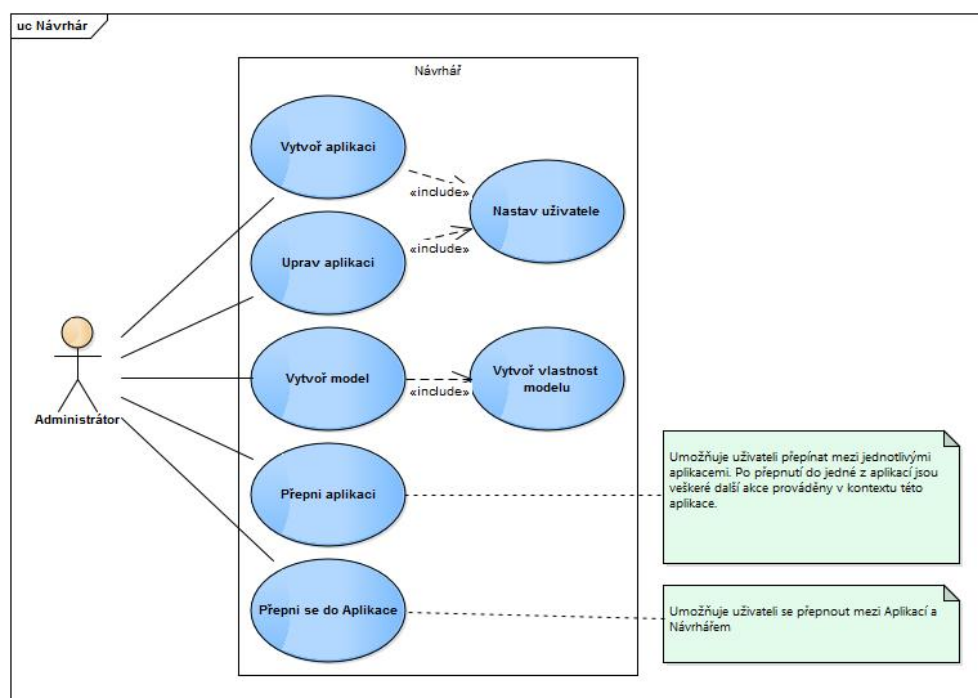 uc Návrhár
Návrhář
Vytvoř aplikaci
«include»
Nastav uživatele
Uprav aplikaci
«include»
Vytvoř model
«include»
Vytvoř vlastnost
modelu
Administrátor
Přepni aplikaci
Umožňuje uživateli přepínat mezi jednotlivými
aplikacemi. Po přepnutí do jedné z aplikací jsou
veškeré další akce prováděny v kontextu této
aplikace.
Přepni se do Aplikace
Umožňuje uživateli se přepnout mezi Aplikací a
Návrhářem